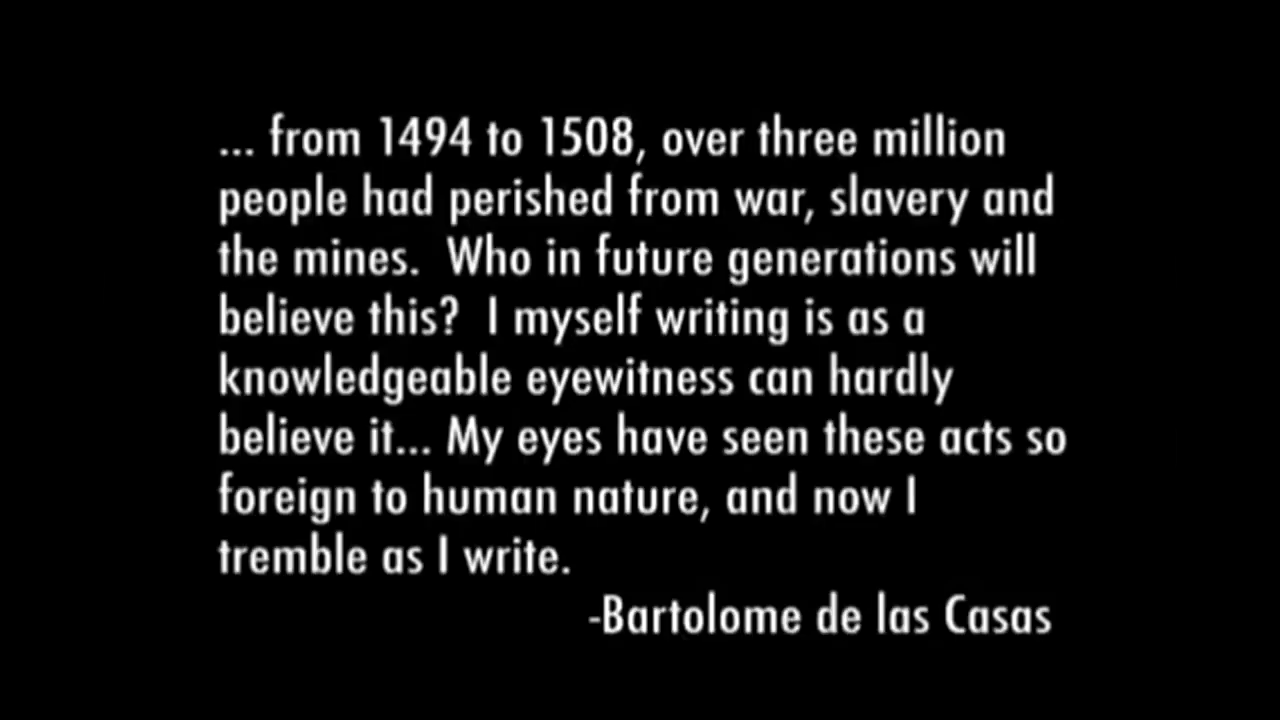 ... from 1494 to 1508, over three million
people had perished from war, slavery and
the mines.  Who in future generations will
believe this?  I myself writing is as a
knowledgeable eyewitness can hardly
believe it... My eyes have seen these acts so
foreign to human nature, and now I
tremble as I write.
-Bartolome de las Casas